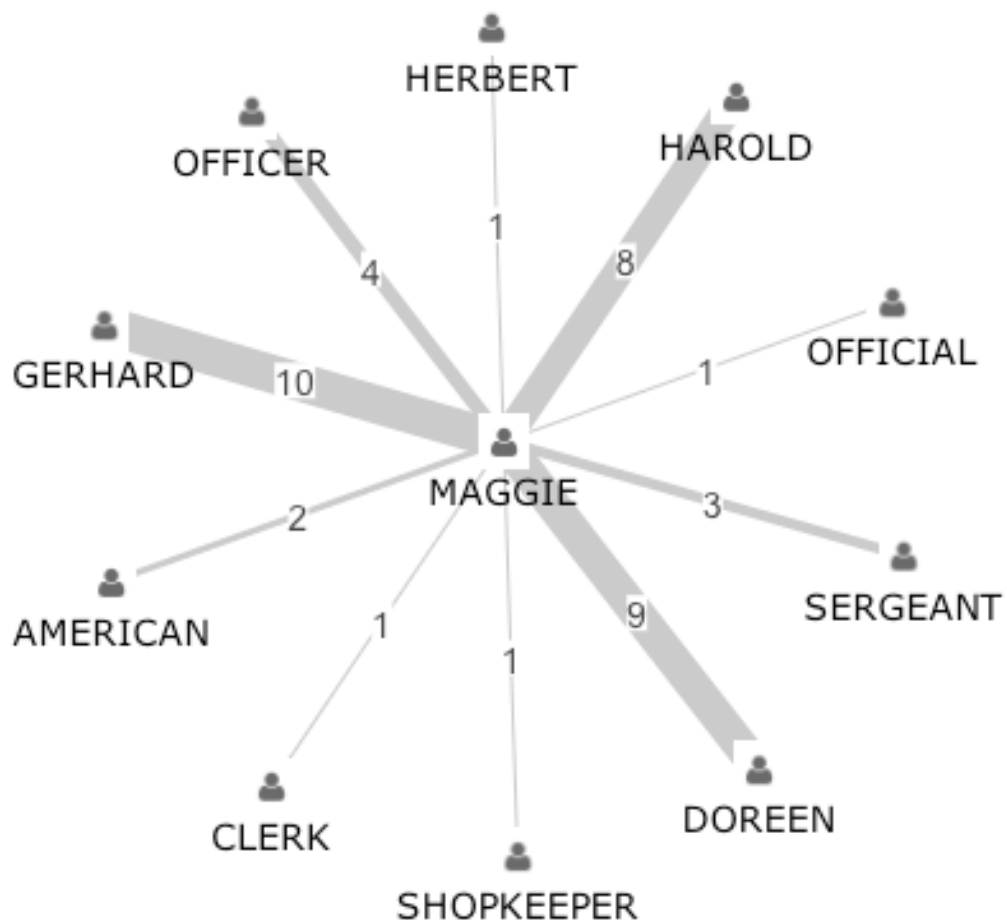 HERBERT
HAROLD
OFFICER
1
8
4
OFFICIAL
GERHARD
10
1
MAGGIE
2
3
AMERICAN
SERGEANT
1
9
1
CLERK
DOREEN
SHOPKEEPER